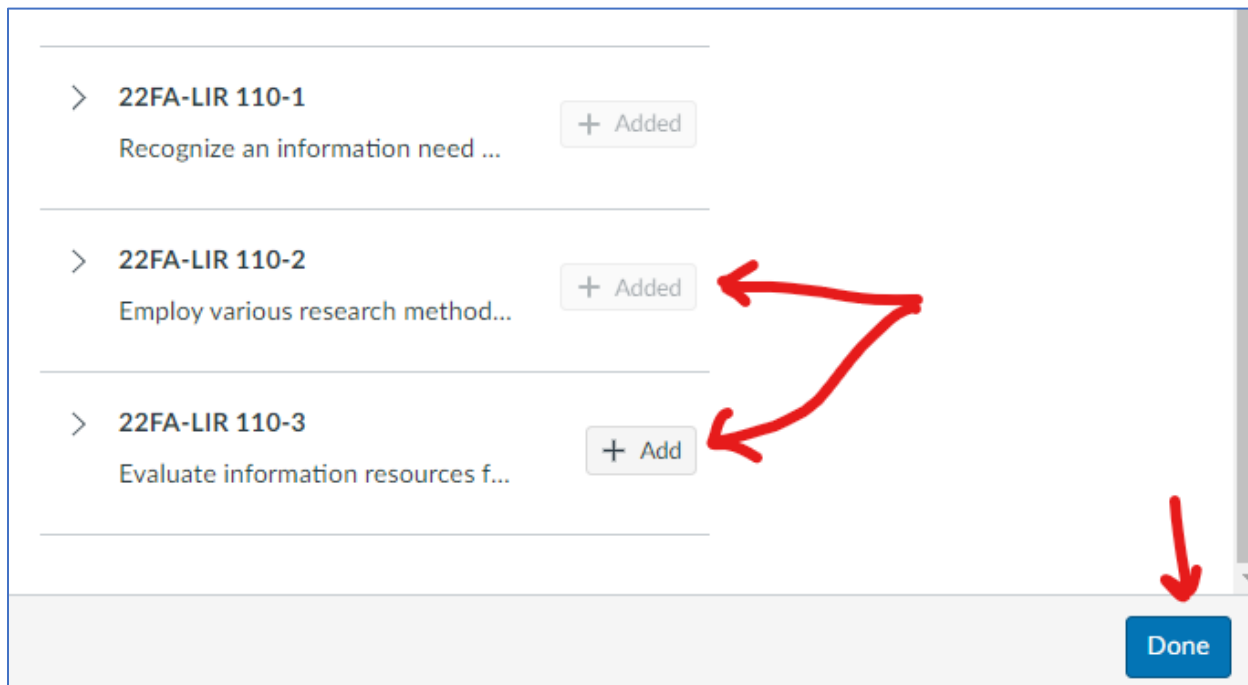 22FA-LIR 110-1
+ Added
Recognize an information need ...
22FA-LIR 110-2
+ Added
Employ various research method...
22FA-LIR 110-3
+ Add
Evaluate information resources f...
Done